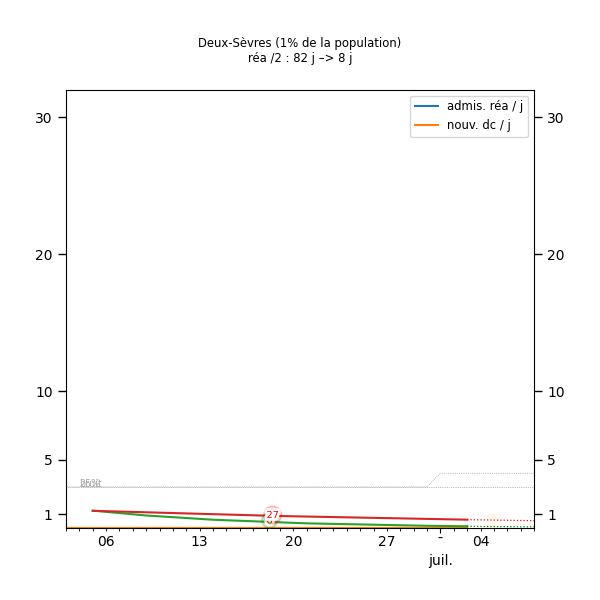 Deux-Sèvres (1% de la population)
réa /2 : 82 j –> 8 j
admis. réa / j
nouv. dc / j
30 30
20 20
10 10
5 5
1 1
27
06 13 20 27 - 04
juil.